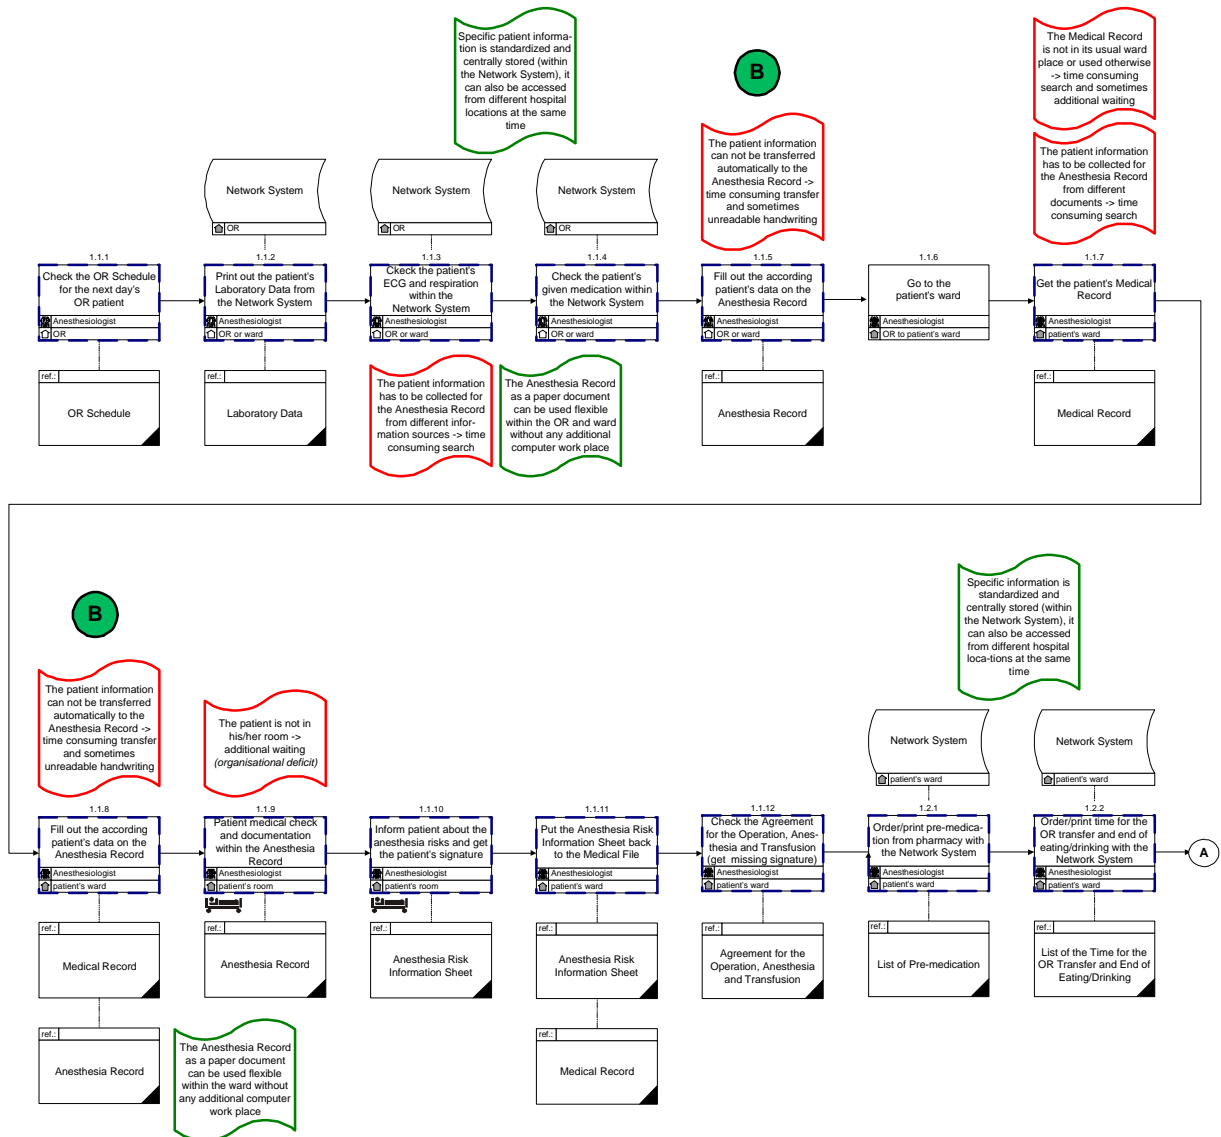 Specific patient informa-
tion is standardized and
centrally stored (within
the Network System), it
can also be accessed
from different hospital
locations at the same
time
B
The Medical Record
is not in its usual ward
place or used otherwise
-> time consuming
search and sometimes
additional waiting
The patient information
can not be transferred
automatically to the
Anesthesia Record ->
time consuming transfer
and sometimes
unreadable handwriting
The patient information
has to be collected for
the Anesthesia Record
from different
documents -> time
consuming search
Network System
OR
Network System
OR
Network System
OR
1.1.1
Check the OR Schedule
for the next day's
OR patient
Anesthesiologist
OR
1.1.2
Print out the patient's
Laboratory Data from
the Network System
Anesthesiologist
OR or ward
1.1.3
Ckeck the patient's
ECG and respiration
within the
Network System
Anesthesiologist
OR or ward
1.1.4
Check the patient's
given medication within
the Network System
Anesthesiologist
OR or ward
1.1.5
Fill out the according
patient's data on the
Anesthesia Record
Anesthesiologist
OR or ward
1.1.6
Go to the
patient's ward
Anesthesiologist
OR to patient's ward
1.1.7
Get the patient's Medical
Record
Anesthesiologist
patient's ward
ref.:
OR Schedule
ref.:
Laboratory Data
The patient information
has to be collected for
the Anesthesia Record
from different infor-
mation sources -> time
consuming search
The Anesthesia Record
as a paper document
can be used flexible
within the OR and ward
without any additional
computer work place
ref.:
Anesthesia Record
ref.:
Medical Record
B
Specific information is
standardized and
centrally stored (within
the Network System), it
can also be accessed
from different hospital
loca-tions at the same
time
The patient information
can not be transferred
automatically to the
Anesthesia Record ->
time consuming transfer
and sometimes
unreadable handwriting
The patient is not in
his/her room ->
additional waiting
(organisational deficit)
Network System
patient's ward
Network System
patient's ward
1.1.8
Fill out the according
patient's data on the
Anesthesia Record
Anesthesiologist
patient's ward
1.1.9
Patient medical check
and documentation
within the Anesthesia
Record
Anesthesiologist
patient's room
1.1.10
Inform patient about the
anesthesia risks and get
the patient's signature
Anesthesiologist
patient's room
1.1.11
Put the Anesthesia Risk
Information Sheet back
to the Medical File
Anesthesiologist
patient's ward
1.1.12
Check the Agreement
for the Operation, Anes-
thesia and Transfusion
(get missing signature)
Anesthesiologist
patient's ward
1.2.1
Order/print pre-medica-
tion from pharmacy with
the Network System
Anesthesiologist
patient's ward
1.2.2
Order/print time for the
OR transfer and end of
eating/drinking with the
Network System
Anesthesiologist
patient's ward
A
ref.:
Medical Record
ref.:
Anesthesia Record
ref.:
Anesthesia Risk
Information Sheet
ref.:
Anesthesia Risk
Information Sheet
ref.:
Agreement for the
Operation, Anesthesia
and Transfusion
ref.:
List of Pre-medication
ref.:
List of the Time for the
OR Transfer and End of
Eating/Drinking
ref.:
Anesthesia Record
The Anesthesia Record
as a paper document
can be used flexible
within the ward without
any additional computer
work place
ref.:
Medical Record